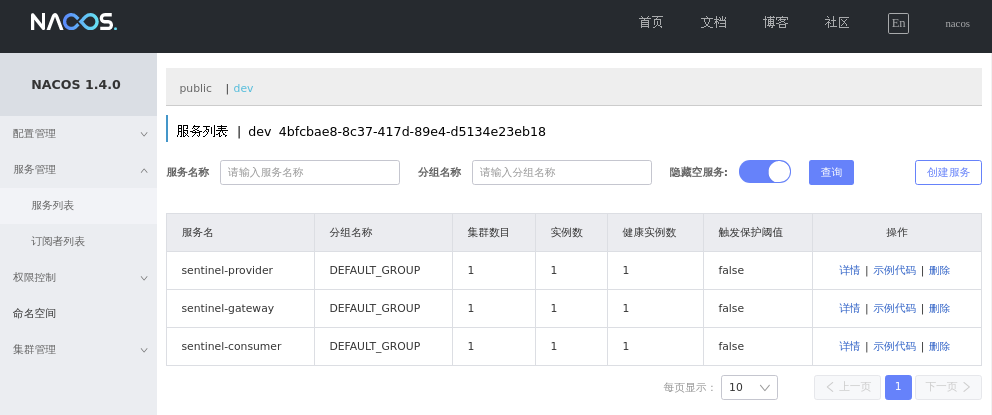 NACOS.
首页 文档 博客 社区 En nacos
NACOS 1.4.0
配置管理
服务管理
服务列表
订阅者列表
权限控制
命名空间
集群管理
public | dev
服务列表 | dev 4bfcbae8-8c37-417d-89e4-d5134e23eb18
服务名称 请输入服务名称 分组名称 请输入分组名称 隐藏空服务: 查询 创建服务
服务名 分组名称 集群数目 实例数 健康实例数 触发保护阈值 操作
sentinel-provider DEFAULT_GROUP 1 1 1 false 详情 | 示例代码 | 删除
sentinel-gateway DEFAULT_GROUP 1 1 1 false 详情 | 示例代码 | 删除
sentinel-consumer DEFAULT_GROUP 1 1 1 false 详情 | 示例代码 | 删除
每页显示： 10 上一页 1 下一页